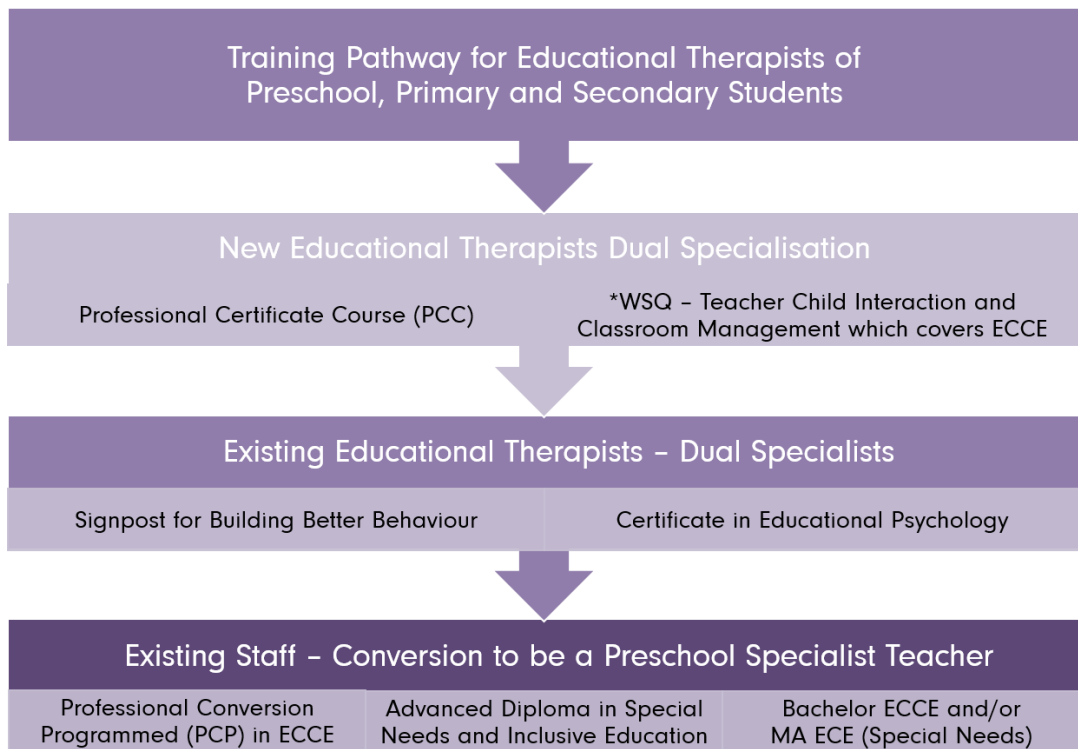 Training Pathway for Educational Therapists of
Preschool, Primary and Secondary Students
New Educational Therapists Dual Specialisation
Professional Certificate Course (PCC)
*WSQ – Teacher Child Interaction and
Classroom Management which covers ECCE
Existing Educational Therapists – Dual Specialists
Signpost for Building Better Behaviour
Certificate in Educational Psychology
Existing Staff – Conversion to be a Preschool Specialist Teacher
Professional Conversion
Programmed (PCP) in ECCE
Advanced Diploma in Special
Needs and Inclusive Education
Bachelor ECCE and/or
MA ECE (Special Needs)